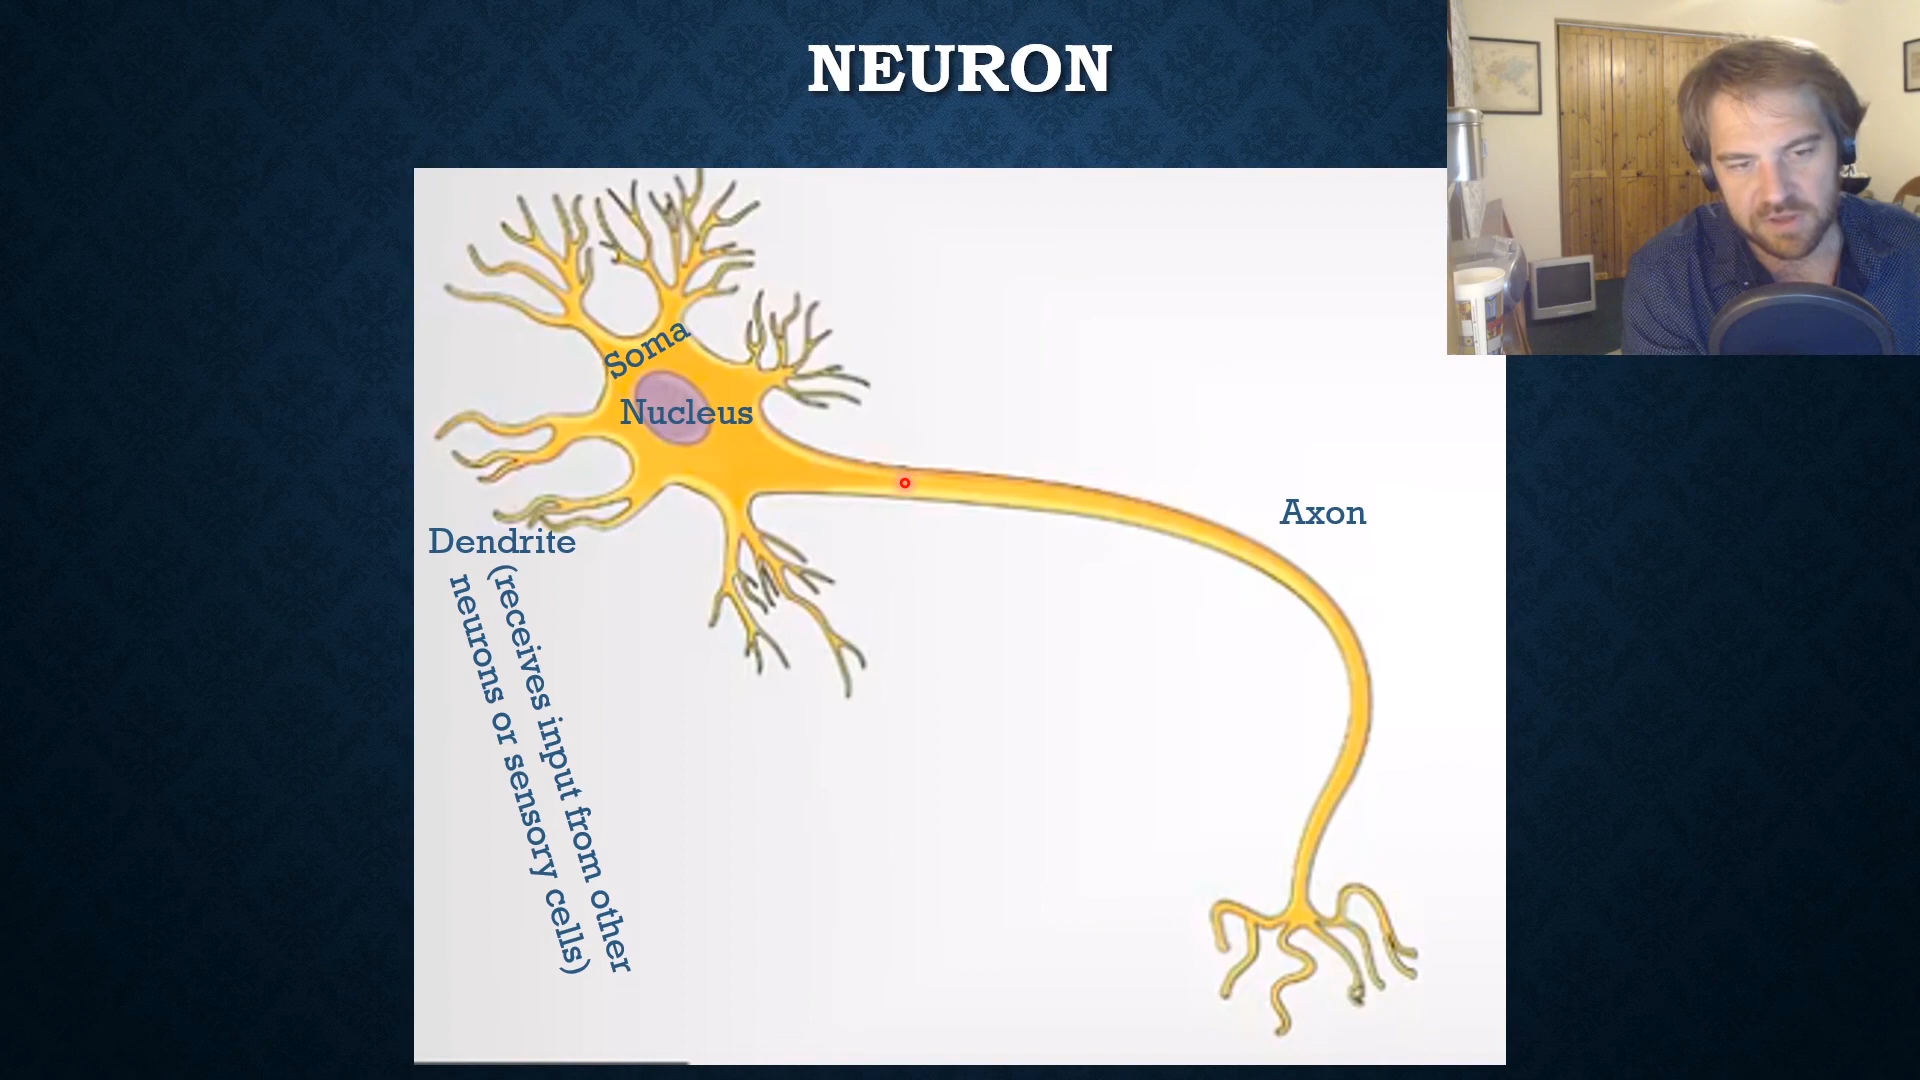 NEURON
Soma
Nucleus
Axon
Dendrite
(receives input from other
neurons or sensory cells)